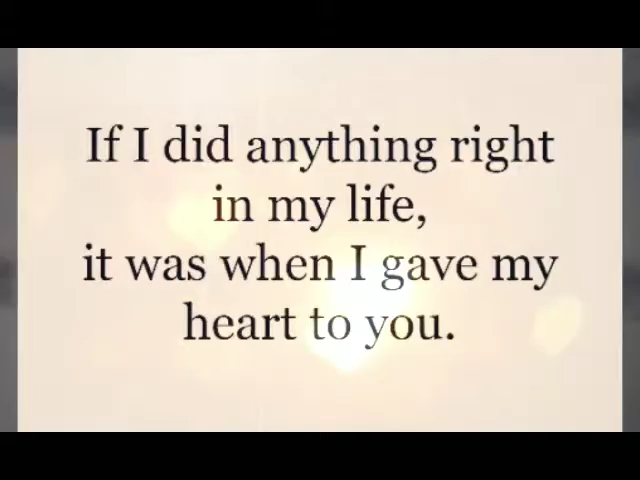 If I did anything right
in my life,
it was when I gave my
heart to you.